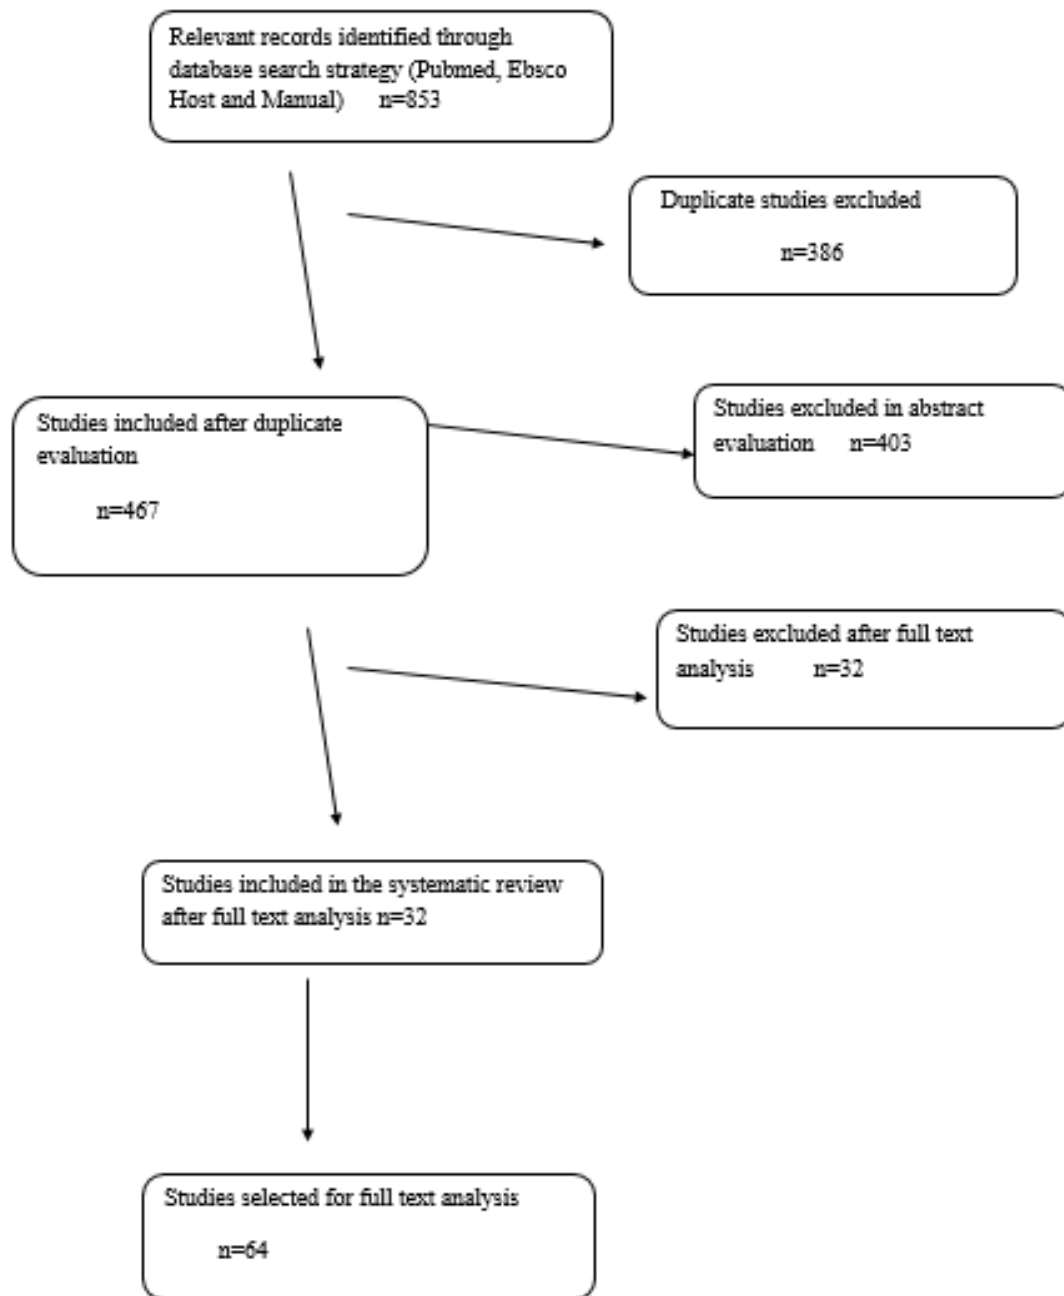 Relevant records identified through
database search strategy (Pubmed, Ebsco
Host and Manual) n=853
Duplicate studies excluded
n=386
Studies included after duplicate
evaluation
n=467
Studies excluded in abstract
evaluation n=403
Studies excluded after full text
analysis n=32
Studies included in the systematic review
after full text analysis n=32
Studies selected for full text analysis
n=64